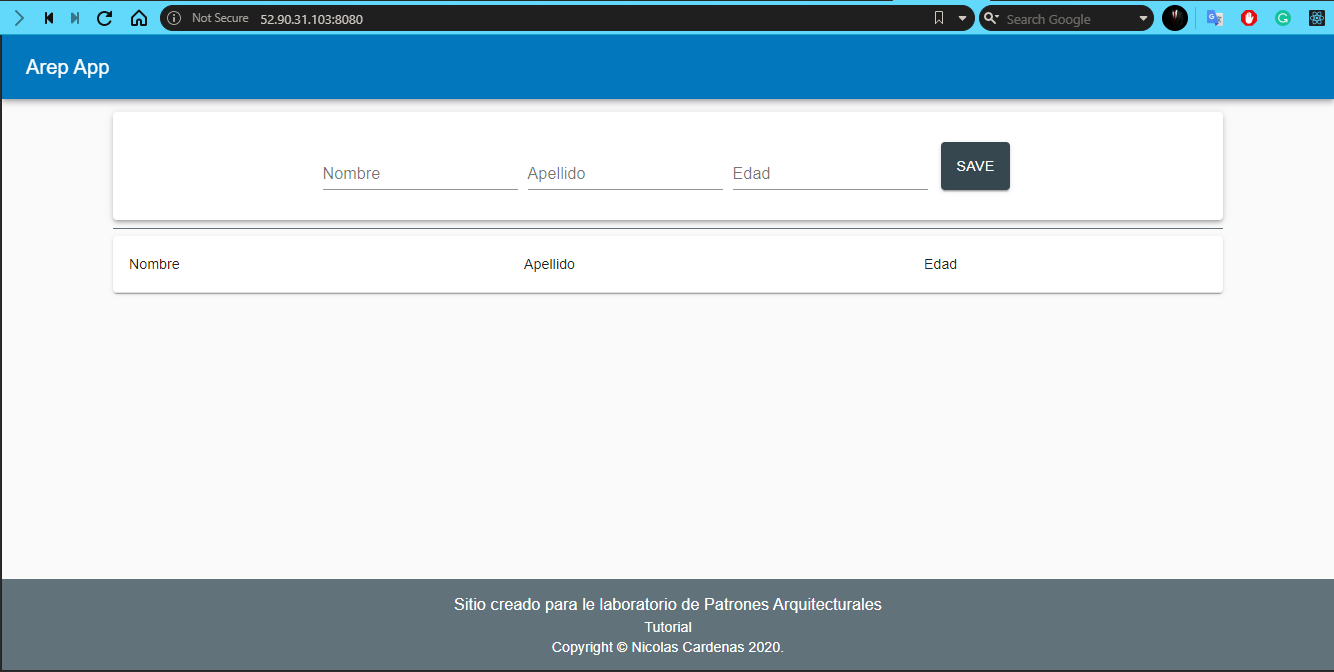 Not Secure 52.90.31.103:8080 Search Google
Arep App
Nombre Apellido Edad SAVE
Nombre Apellido Edad
Sitio creado para le laboratorio de Patrones Arquitecturales
Tutorial
Copyright © Nicolas Cardenas 2020.